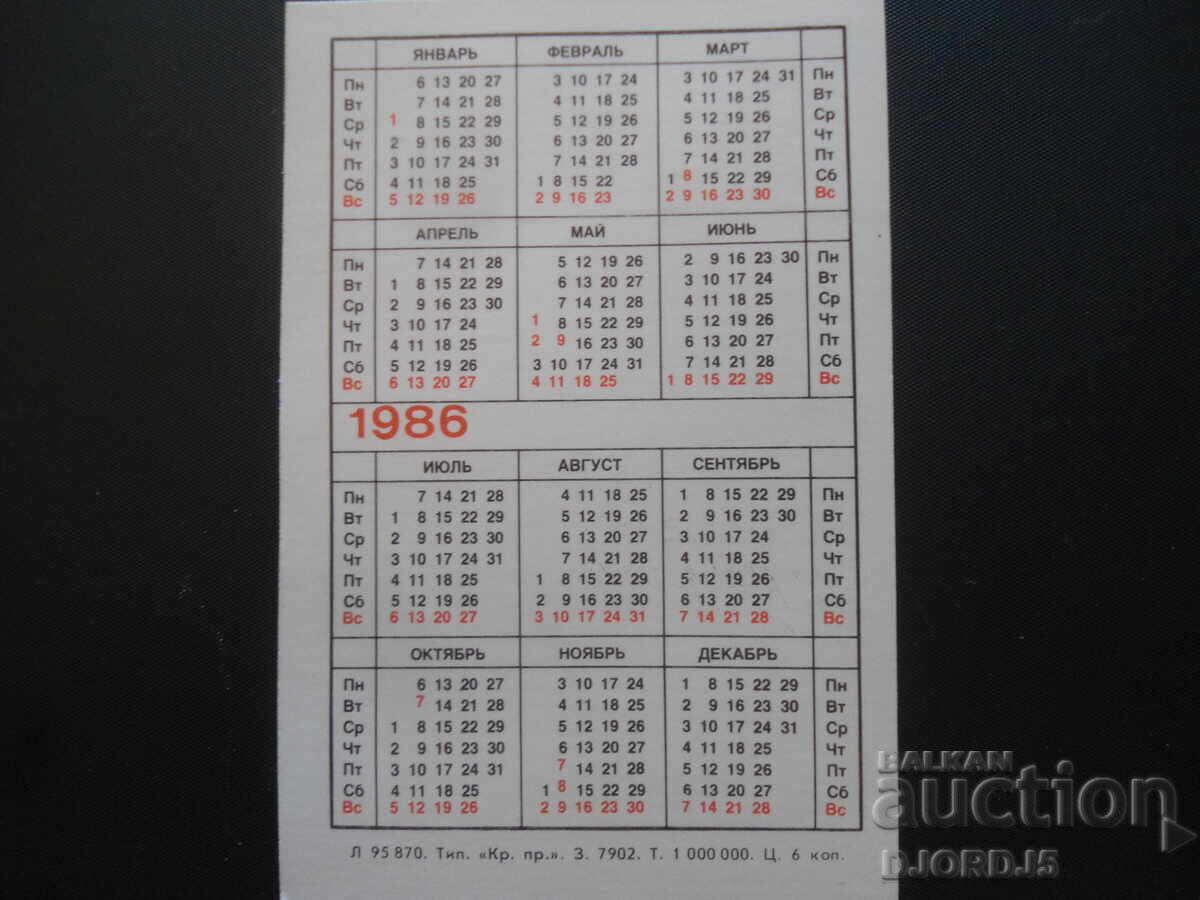 ЯНВАРЬ ФЕВРАЛЬ МАРТ
Пн 6 13 20 27 3 10 17 24 3 10 17 24 31 Пн
Вт 7 14 21 28 4 11 18 25 4 11 18 25 Вт
Ср 1 8 15 22 29 5 12 19 26 5 12 19 26 Ср
Чт 2 9 16 23 30 6 13 20 27 6 13 20 27 Чт
Пт 3 10 17 24 31 7 14 21 28 7 14 21 28 Пт
Сб 4 11 18 25 1 8 15 22 1 8 15 22 29 Сб
Вс 5 12 19 26 2 9 16 23 2 9 16 23 30 Вс
АПРЕЛЬ МАЙ ИЮНЬ
Пн 7 14 21 28 5 12 19 26 2 9 16 23 30 Пн
Вт 1 8 15 22 29 6 13 20 27 3 10 17 24 Вт
Ср 2 9 16 23 30 7 14 21 28 4 11 18 25 Ср
Чт 3 10 17 24 1 8 15 22 29 5 12 19 26 Чт
Пт 4 11 18 25 2 9 16 23 30 6 13 20 27 Пт
Сб 5 12 19 26 3 10 17 24 31 7 14 21 28 Сб
Вс 6 13 20 27 4 11 18 25 1 8 15 22 29 Вс
1986
ИЮЛЬ АВГУСТ СЕНТЯБРЬ
Пн 7 14 21 28 4 11 18 25 1 8 15 22 29 Пн
Вт 1 8 15 22 29 5 12 19 26 2 9 16 23 30 Вт
Ср 2 9 16 23 30 6 13 20 27 3 10 17 24 Ср
Чт 3 10 17 24 31 7 14 21 28 4 11 18 25 Чт
Пт 4 11 18 25 1 8 15 22 29 5 12 19 26 Пт
Сб 5 12 19 26 2 9 16 23 30 6 13 20 27 Сб
Вс 6 13 20 27 3 10 17 24 31 7 14 21 28 Вс
ОКТЯБРЬ НОЯБРЬ ДЕКАБРЬ
Пн 6 13 20 27 3 10 17 24 1 8 15 22 29 Пн
Вт 7 14 21 28 4 11 18 25 2 9 16 23 30 Вт
Ср 1 8 15 22 29 5 12 19 26 3 10 17 24 31 Ср
Чт 2 9 16 23 30 6 13 20 27 4 11 18 25 Чт
Пт 3 10 17 24 31 7 14 21 28 5 12 19 26 Пт
Сб 4 11 18 25 1 8 15 22 29 6 13 20 27 Сб
Вс 5 12 19 26 2 9 16 23 30 7 14 21 28 Вс
Л 95 870. Тип. «Кр. пр.». З. 7902. Т. 1 000 000. Ц. 6 коп.
BALKAN
auction
DJORDJ5